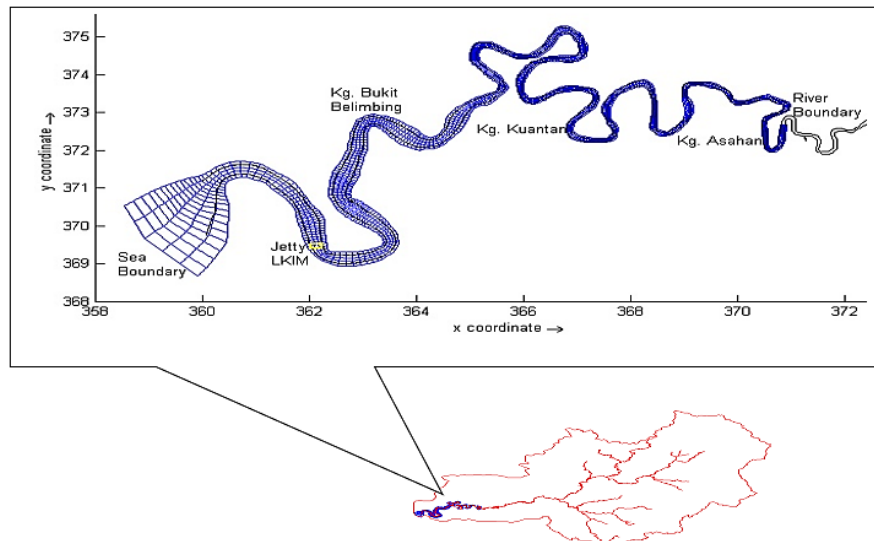 375
374
373
372
371
370
369
368
y coordinate →
358
360
362
364
366
368
370
372
x coordinate →
Kg. Bukit
Belimbing
Kg. Kuantan
Kg. Asahan
River
Boundary
Sea
Boundary
Jetty
LKIM